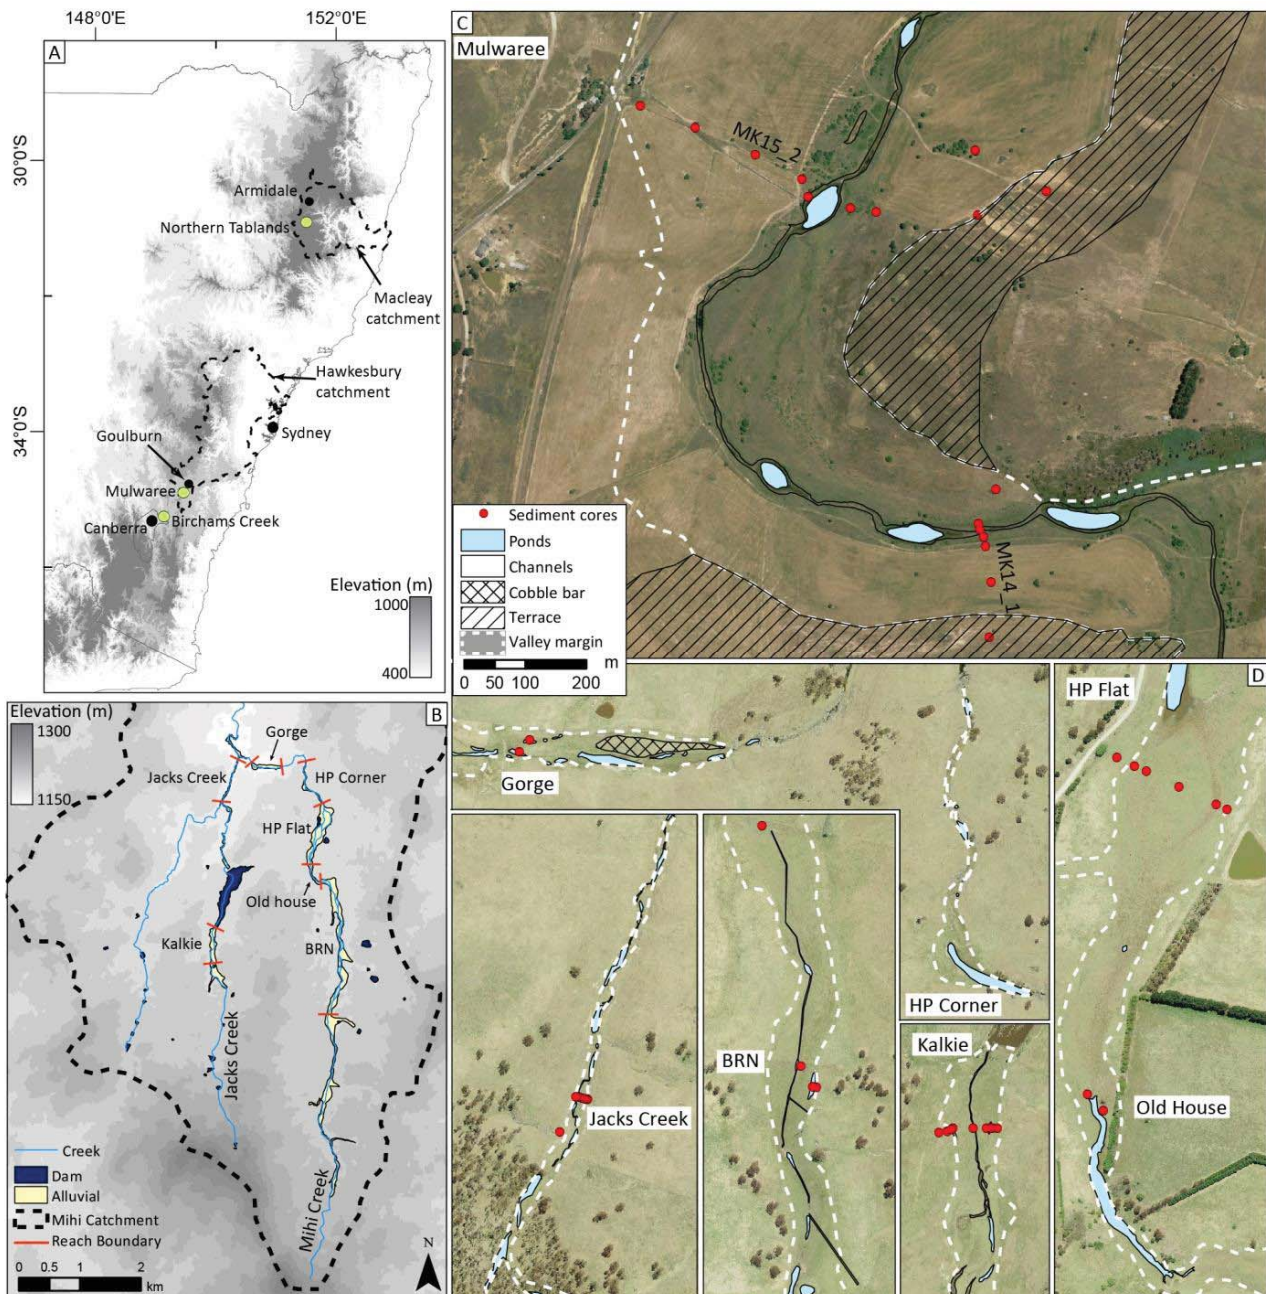 148°0'E
152°0'E
A
30°0'S
34°0'S
Armidale
Northern Tablands
Macleay
catchment
Hawkesbury
catchment
Sydney
Goulburn
Mulwaree
Birchams Creek
Canberra
Elevation (m)
1000
400
C
Mulwaree
MK15_2
MK14_1
Sediment cores
Ponds
Channels
Cobble bar
Terrace
Valley margin
0 50 100 200 m
B
Elevation (m)
1300
1150
Gorge
Jacks Creek
HP Corner
HP Flat
Old house
Kalkie
BRN
Jacks Creek
Mihi Creek
Creek
Dam
Alluvial
Mihi Catchment
Reach Boundary
0 0.5 1 2
km
N
D
Gorge
HP Flat
HP Corner
Jacks Creek
BRN
Kalkie
Old House